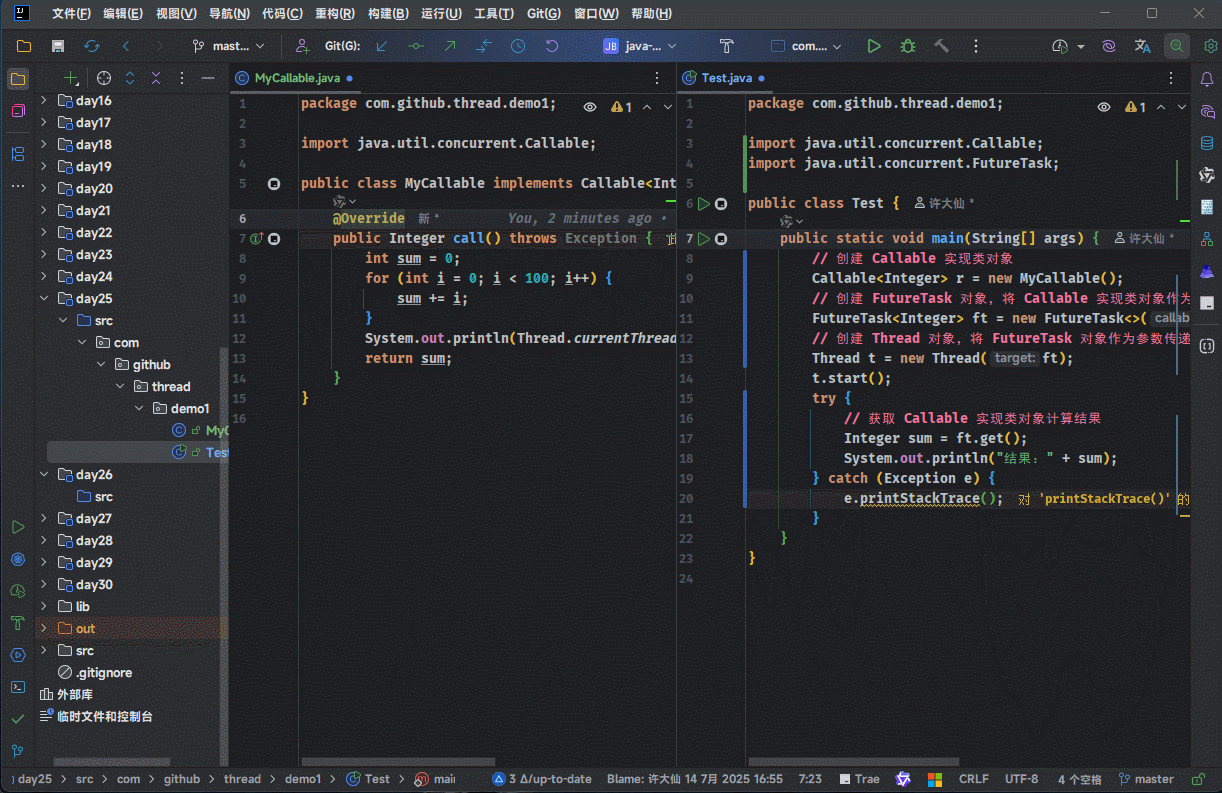 文件(F) 编辑(E) 视图(V) 导航(N) 代码(C) 重构(R) 构建(B) 运行(U) 工具(T) Git(G) 窗口(W) 帮助(H)
mast... Git(G): JB java-... com....
day16
day17
day18
day19
day20
day21
day22
day23
day24
day25
src
com
github
thread
demo1
MyC
Test
day26
src
day27
day28
day29
day30
lib
out
src
.gitignore
外部库
临时文件和控制台
MyCallable.java
1 package com.github.thread.demo1;
2
3 import java.util.concurrent.Callable;
4
5 public class MyCallable implements Callable<Int
6 @Override 新 * You, 2 minutes ago •
7 public Integer call() throws Exception {
8 int sum = 0;
9 for (int i = 0; i < 100; i++) {
10 sum += i;
11 }
12 System.out.println(Thread.currentThread
13 return sum;
14 }
15 }
16
1
Test.java
1 package com.github.thread.demo1;
2
3 import java.util.concurrent.Callable;
4 import java.util.concurrent.FutureTask;
5
6 public class Test { 许大仙 *
7 public static void main(String[] args) { 许大仙 *
8 // 创建 Callable 实现类对象
9 Callable<Integer> r = new MyCallable();
10 // 创建 FutureTask 对象，将 Callable 实现类对象作为
11 FutureTask<Integer> ft = new FutureTask<>( callab
12 // 创建 Thread 对象，将 FutureTask 对象作为参数传递
13 Thread t = new Thread( target: ft);
14 t.start();
15 try {
16 // 获取 Callable 实现类对象计算结果
17 Integer sum = ft.get();
18 System.out.println("结果：" + sum);
19 } catch (Exception e) {
20 e.printStackTrace(); 对 'printStackTrace()' 的
21 }
22 }
23 }
24
1
day25 > src > com > github > thread > demo1 > Test > main
3 ∆/up-to-date Blame: 许大仙 14 7月 2025 16:55 7:23 Trae CRLF UTF-8 4 个空格 master